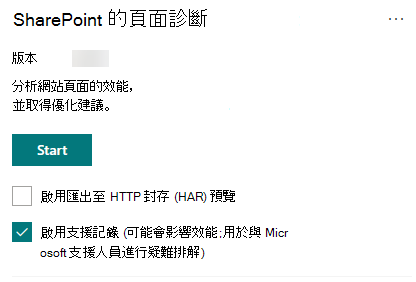 SharePoint 的頁面診斷
版本
分析網站頁面的效能,
並取得優化建議。
Start
啟用匯出至 HTTP 封存 (HAR) 預覽
啟用支援記錄 (可能會影響效能;用於與 Micr
osoft 支援人員進行疑難排解)